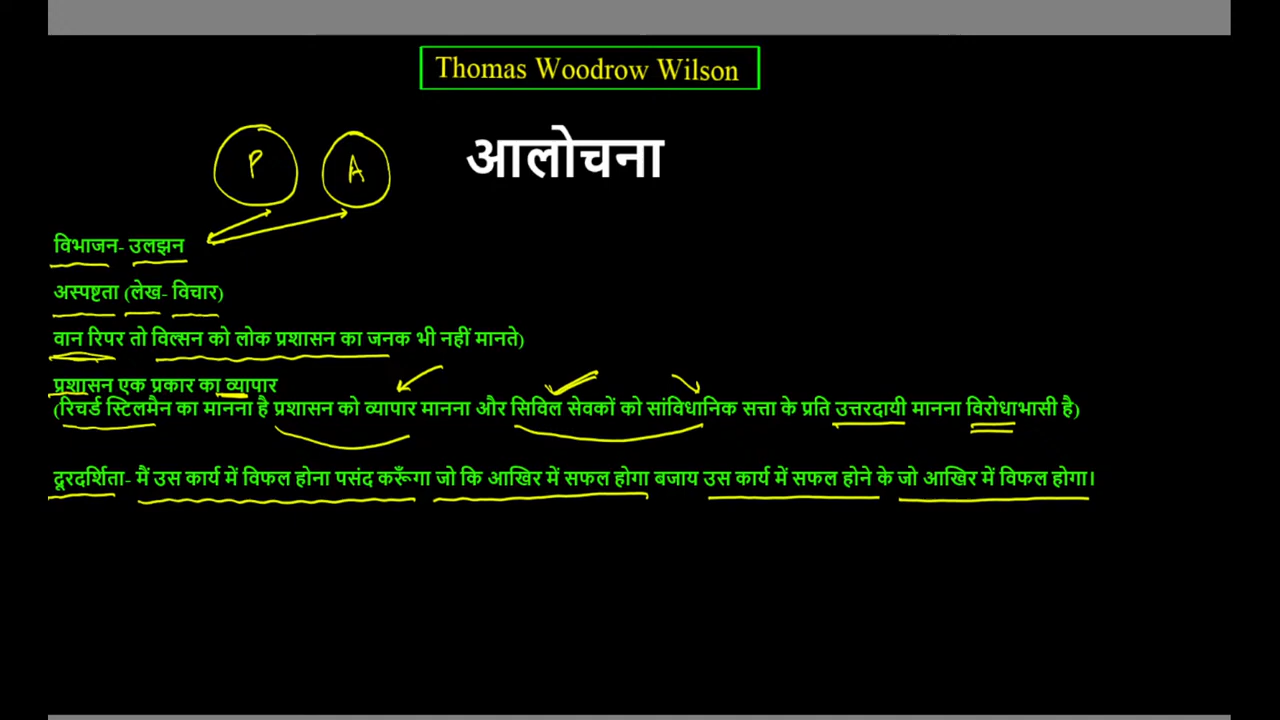 Thomas Woodrow Wilson
आलोचना
P A
विभाजन- उलझन
अस्पष्टता (लेख- विचार)
वान रिपर तो विल्सन को लोक प्रशासन का जनक भी नहीं मानते)
प्रशासन एक प्रकार का व्यापार
(रिचर्ड स्टिलमैन का मानना है प्रशासन को व्यापार मानना और सिविल सेवकों को सांविधानिक सत्ता के प्रति उत्तरदायी मानना विरोधाभासी है)
दूरदर्शिता- मैं उस कार्य में विफल होना पसंद करूँगा जो कि आखिर में सफल होगा बजाय उस कार्य में सफल होने के जो आखिर में विफल होगा।